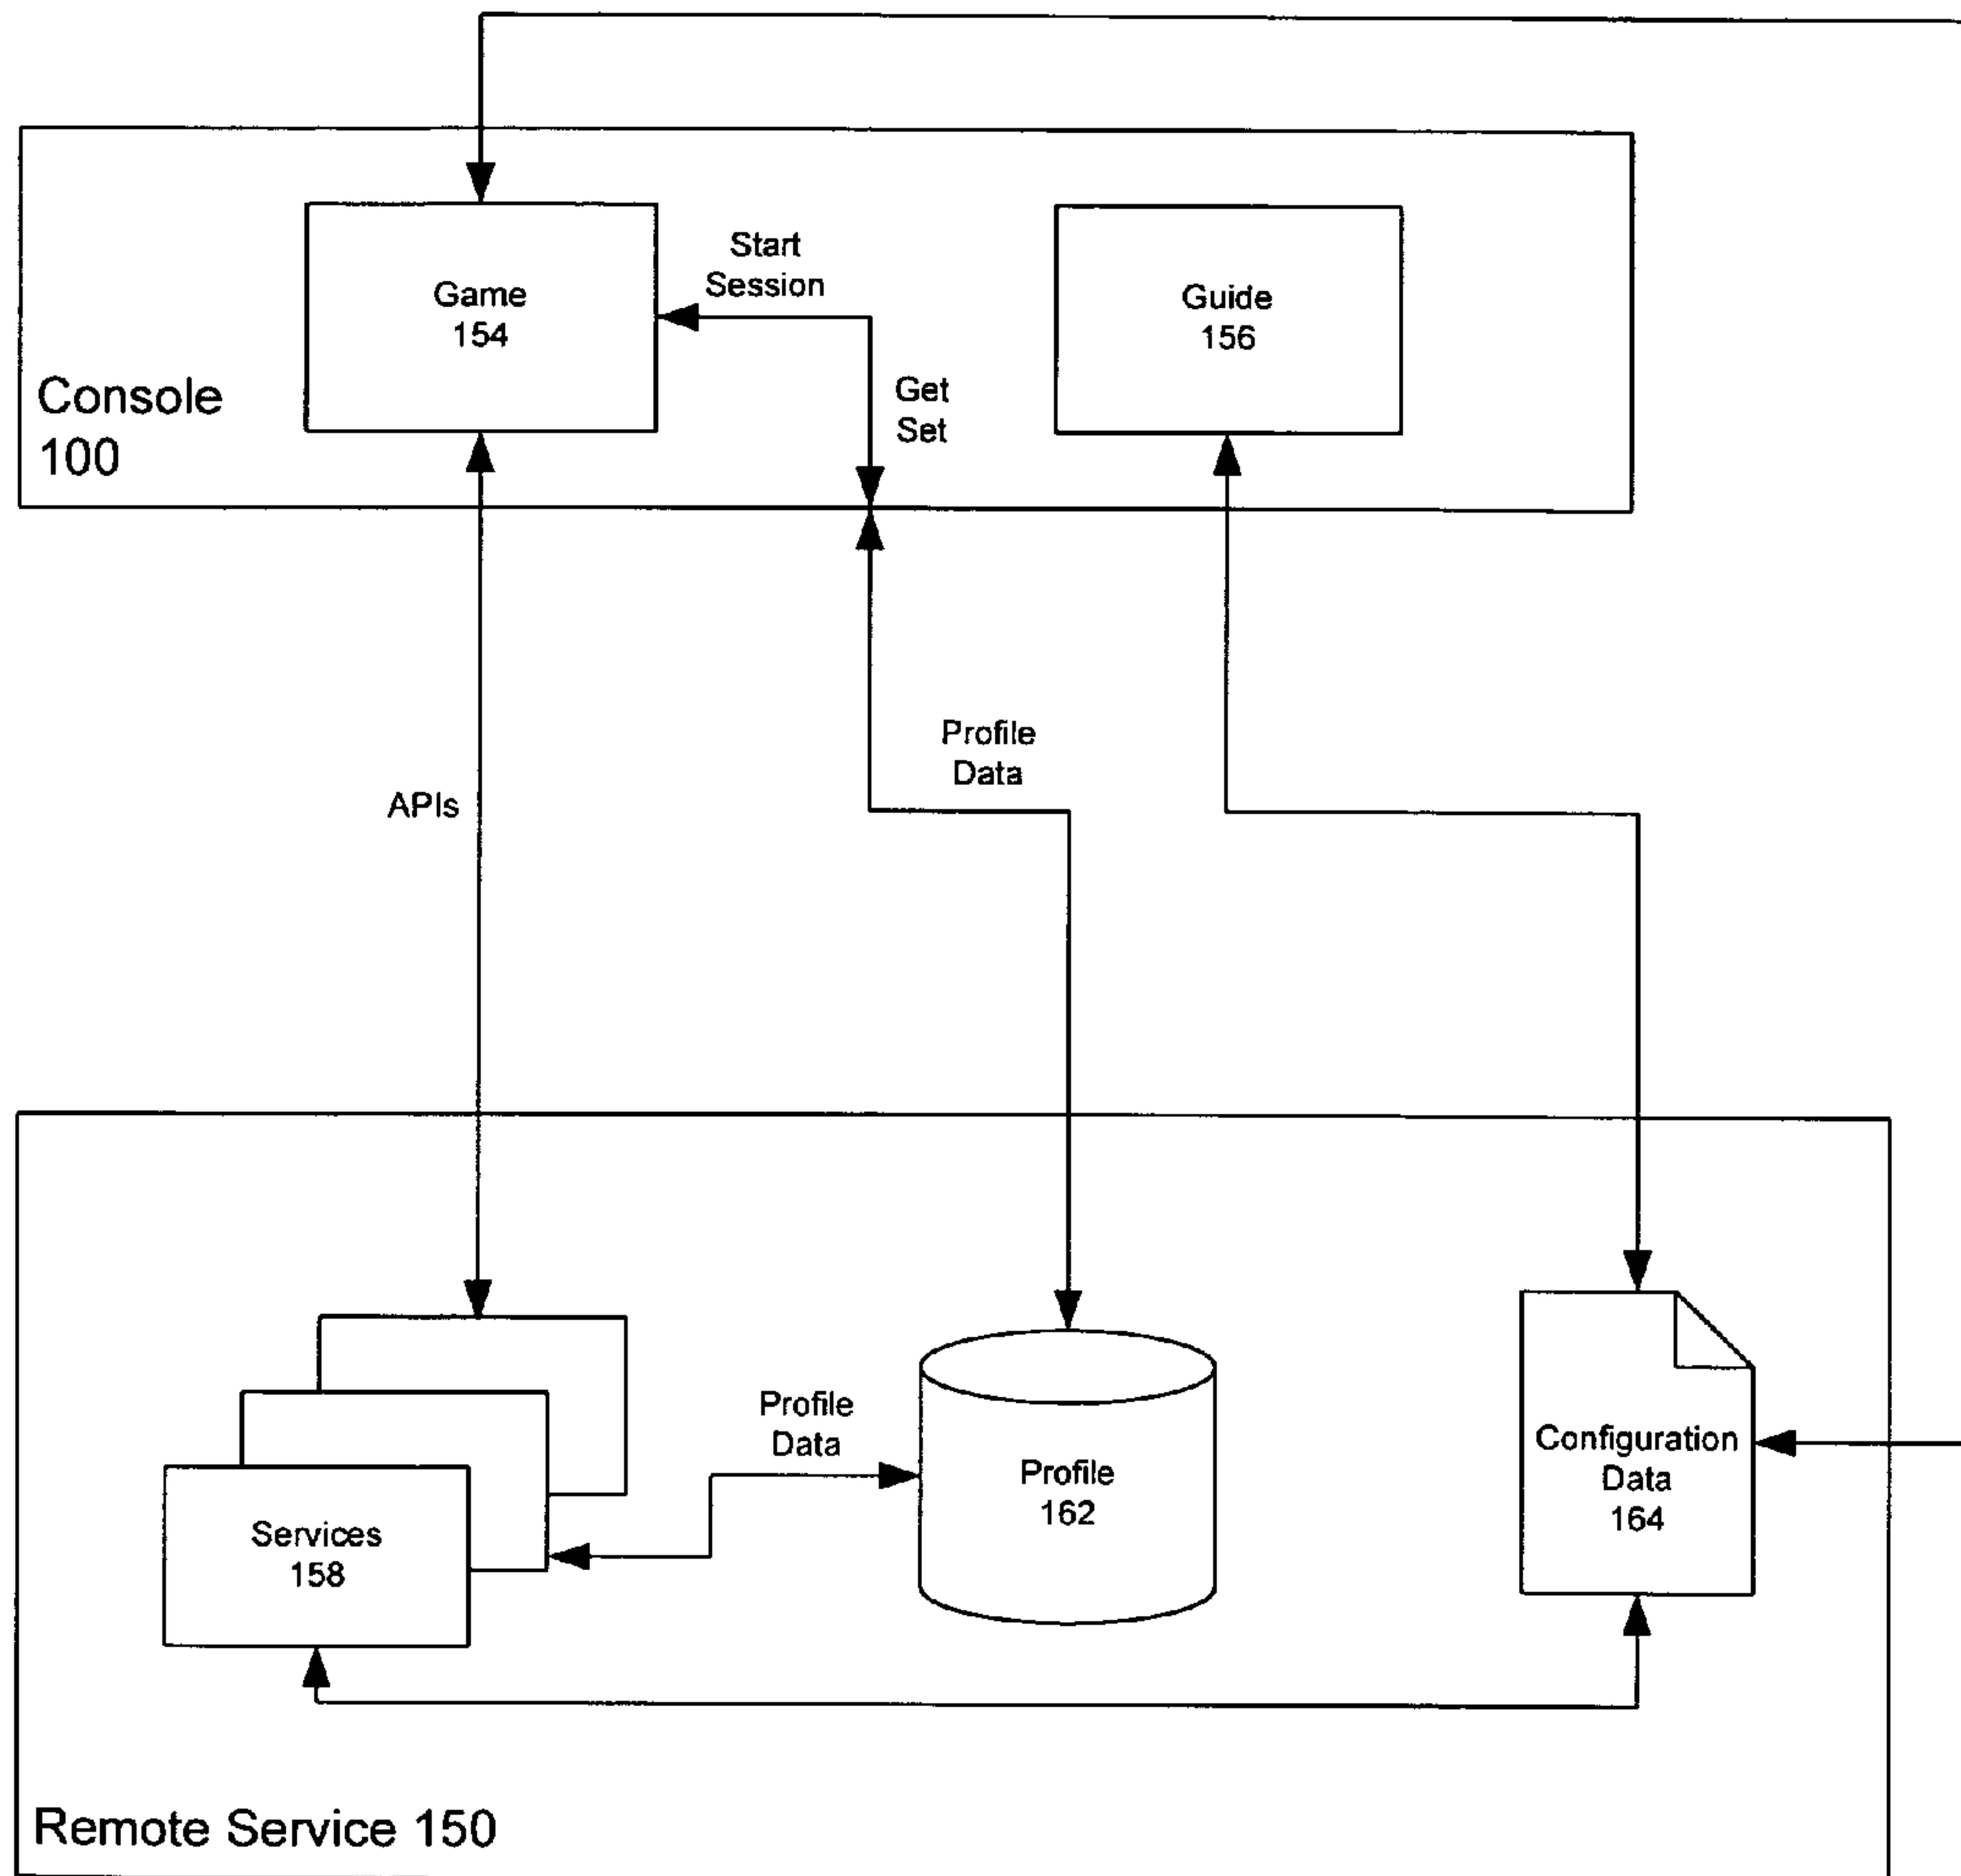 Start
Session
Game
154
Guide
156
Get
Set
Console
100
Profile
Data
APIs
Profile
Data
Configuration
Data
164
Profile
162
Services
158
Remote Service 150